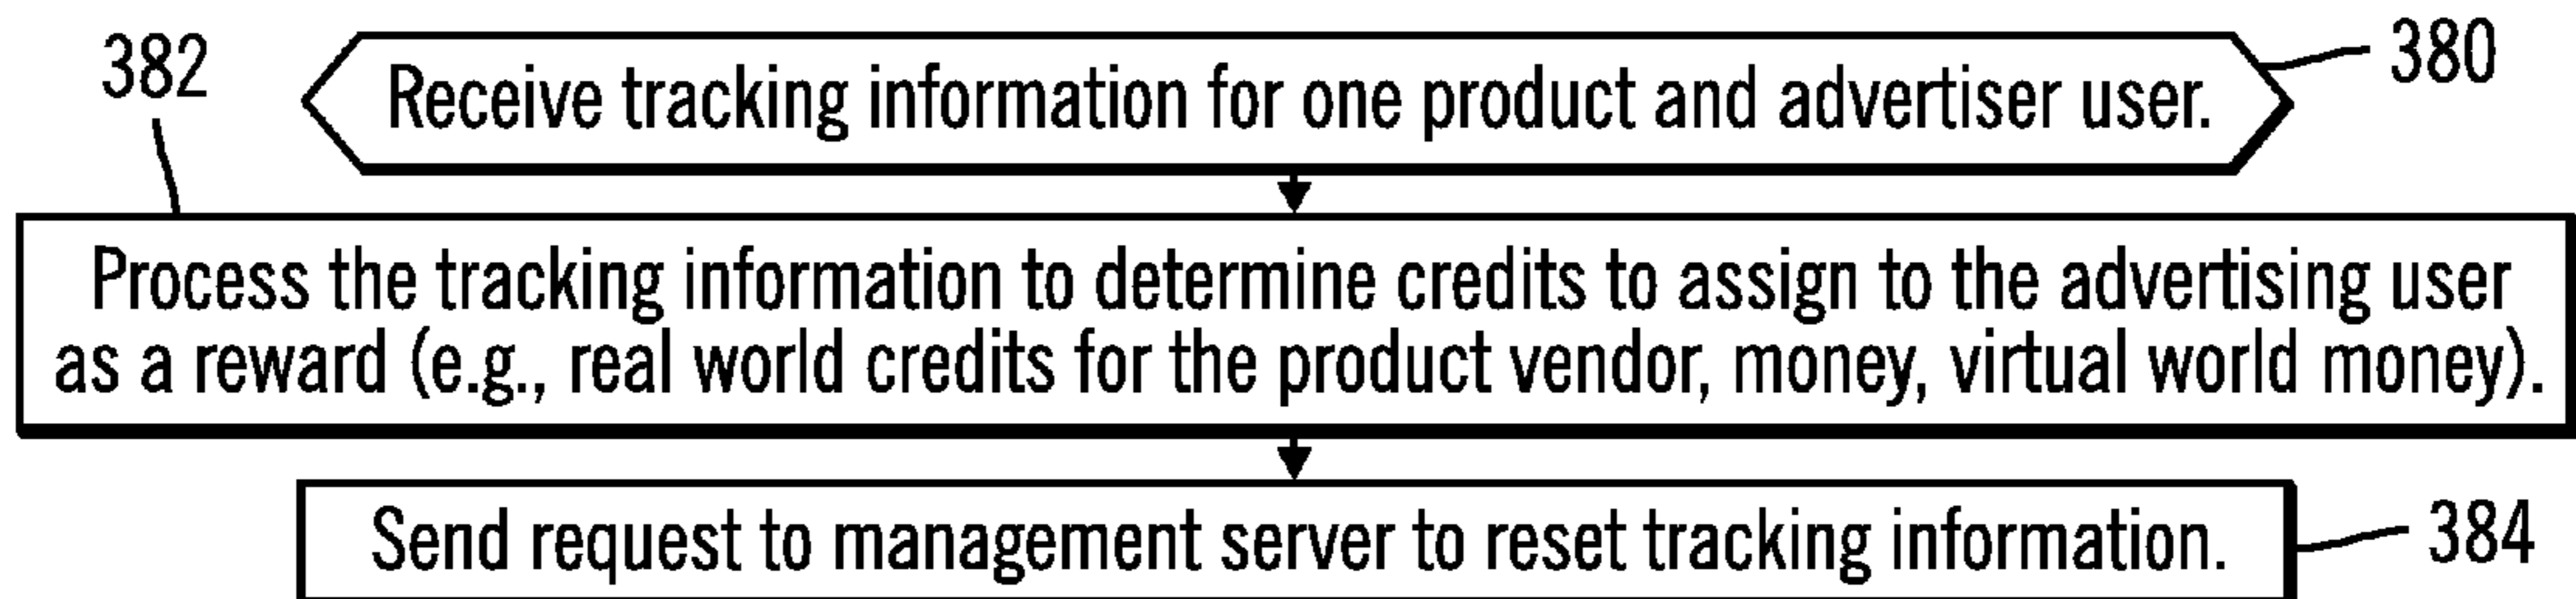 382
Receive tracking information for one product and advertiser user.
380
Process the tracking information to determine credits to assign to the advertising user
as a reward (e.g., real world credits for the product vendor, money, virtual world money).
Send request to management server to reset tracking information.
384